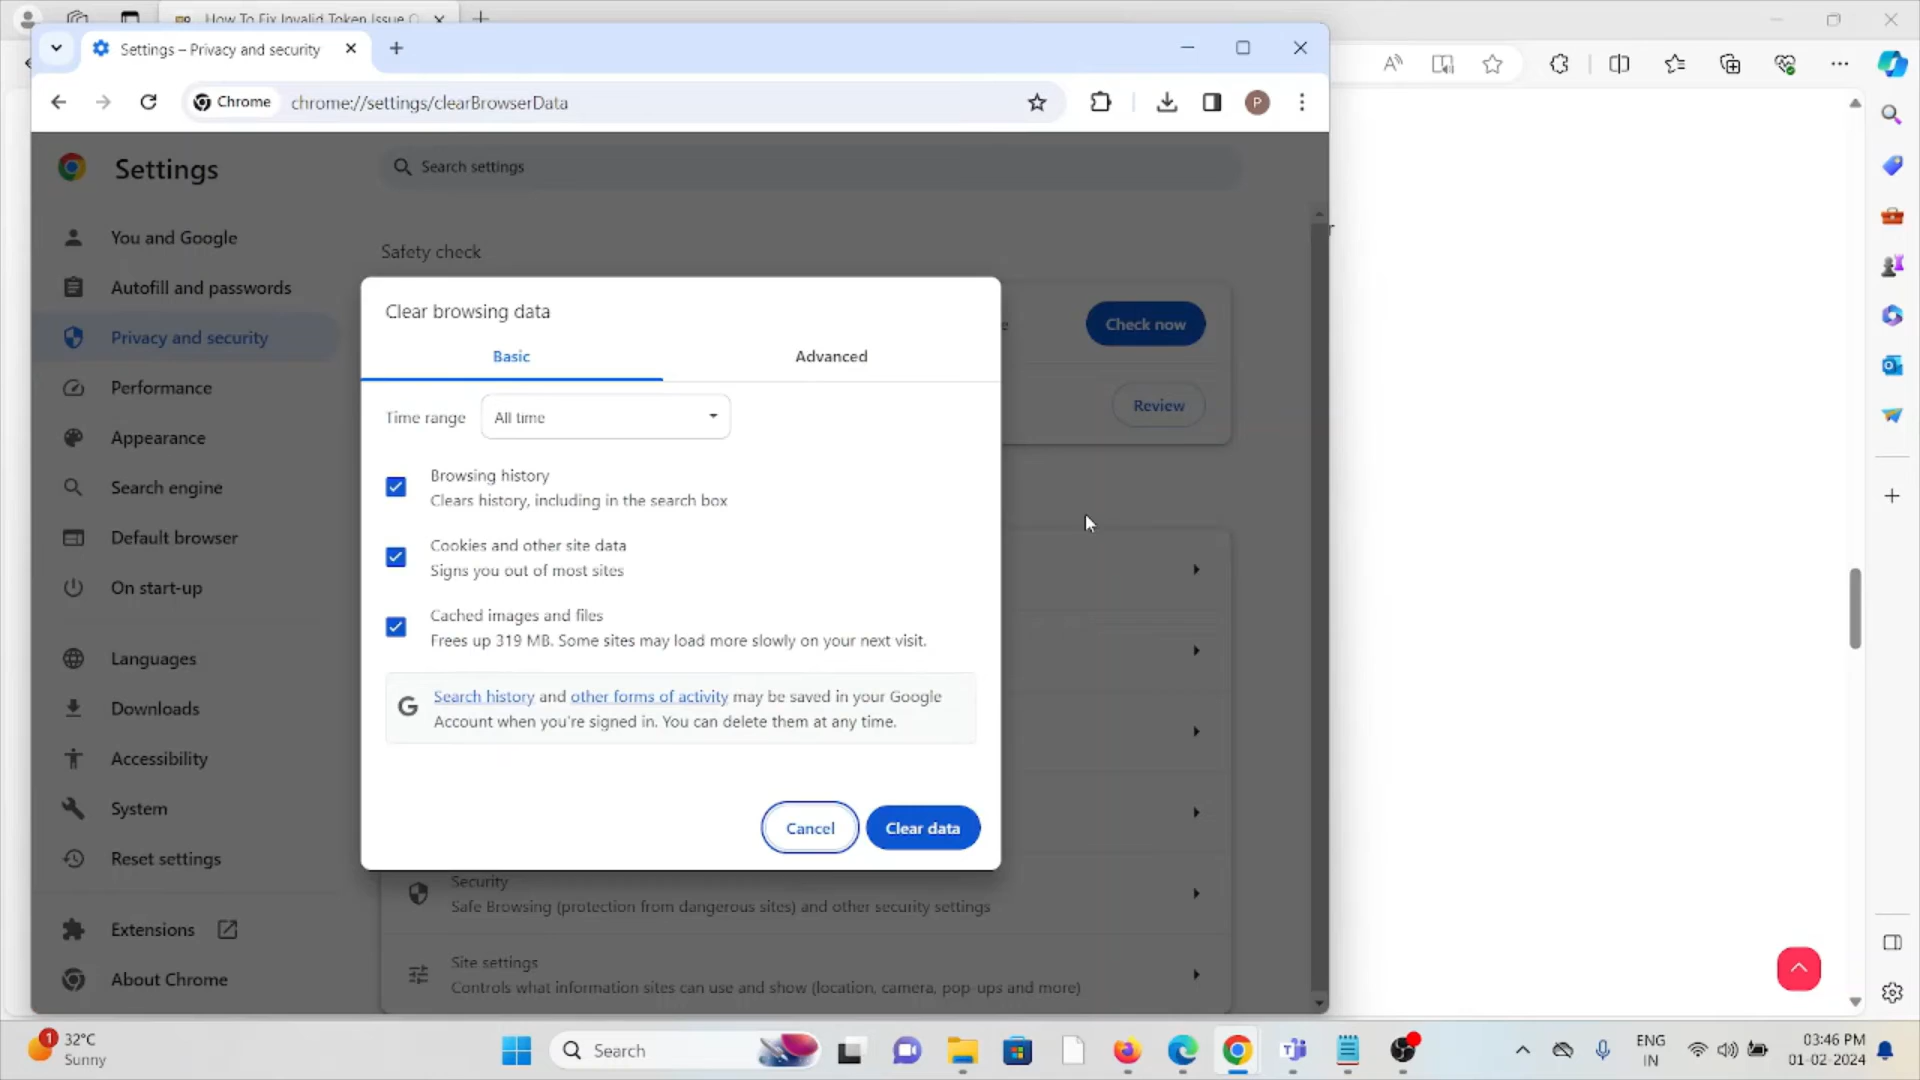 How To Fix Invalid Token Issue
Settings – Privacy and security
Chrome
chrome://settings/clearBrowserData
P
Settings
Search settings
You and Google
Autofill and passwords
Privacy and security
Performance
Appearance
Search engine
Default browser
On start-up
Languages
Downloads
Accessibility
System
Reset settings
Extensions
About Chrome
Safety check
Check now
Review
Clear browsing data
Basic
Advanced
Time range
All time
Browsing history
Clears history, including in the search box
Cookies and other site data
Signs you out of most sites
Cached images and files
Frees up 319 MB. Some sites may load more slowly on your next visit.
G
Search history and other forms of activity may be saved in your Google
Account when you're signed in. You can delete them at any time.
Cancel
Clear data
Security
Safe Browsing (protection from dangerous sites) and other security settings
Site settings
Controls what information sites can use and show (location, camera, pop-ups and more)
1
32°C
Sunny
Search
ENG
IN
03:46 PM
01-02-2024